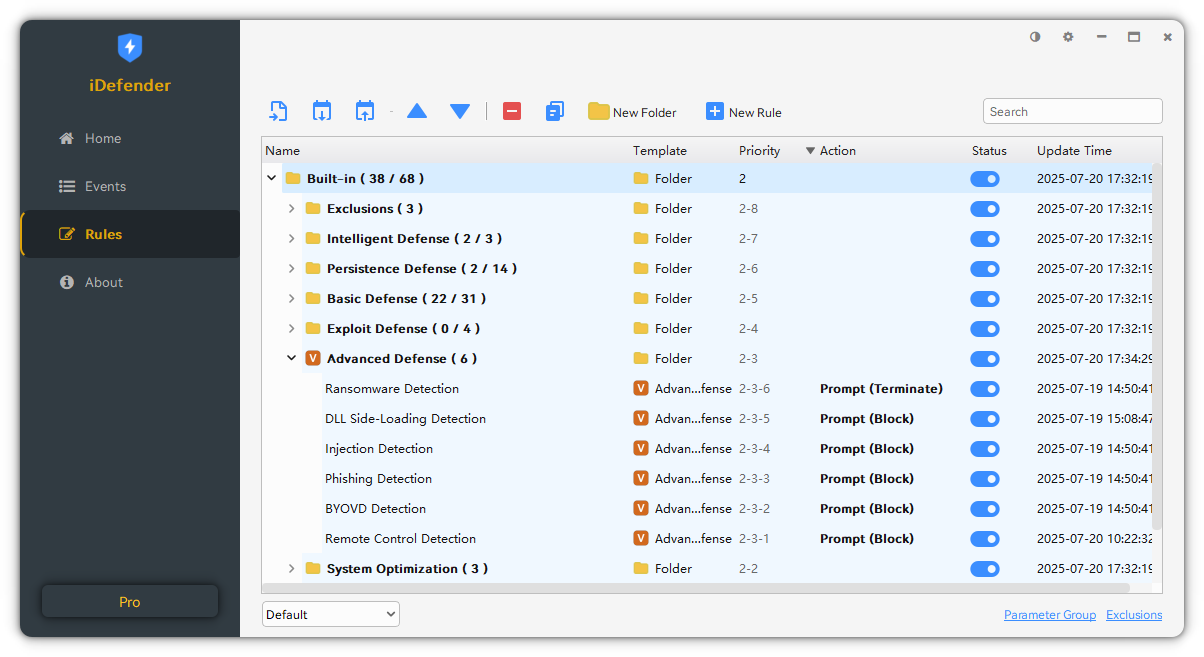 iDefender
Home
Events
Rules
About
Pro
New Folder
New Rule
Search
Name Template Priority Action Status Update Time
Built-in ( 38 / 68 ) Folder 2 2025-07-20 17:32:19
Exclusions ( 3 ) Folder 2-8 2025-07-20 17:32:19
Intelligent Defense ( 2 / 3 ) Folder 2-7 2025-07-20 17:32:19
Persistence Defense ( 2 / 14 ) Folder 2-6 2025-07-20 17:32:19
Basic Defense ( 22 / 31 ) Folder 2-5 2025-07-20 17:32:19
Exploit Defense ( 0 / 4 ) Folder 2-4 2025-07-20 17:32:19
V Advanced Defense ( 6 ) Folder 2-3 2025-07-20 17:34:29
Ransomware Detection V Advan...fense 2-3-6 Prompt (Terminate) 2025-07-19 14:50:41
DLL Side-Loading Detection V Advan...fense 2-3-5 Prompt (Block) 2025-07-19 15:08:47
Injection Detection V Advan...fense 2-3-4 Prompt (Block) 2025-07-19 14:50:41
Phishing Detection V Advan...fense 2-3-3 Prompt (Block) 2025-07-19 14:50:41
BYOVD Detection V Advan...fense 2-3-2 Prompt (Block) 2025-07-19 14:50:41
Remote Control Detection V Advan...fense 2-3-1 Prompt (Block) 2025-07-20 10:22:32
System Optimization ( 3 ) Folder 2-2 2025-07-20 17:32:19
Default
Parameter Group Exclusions